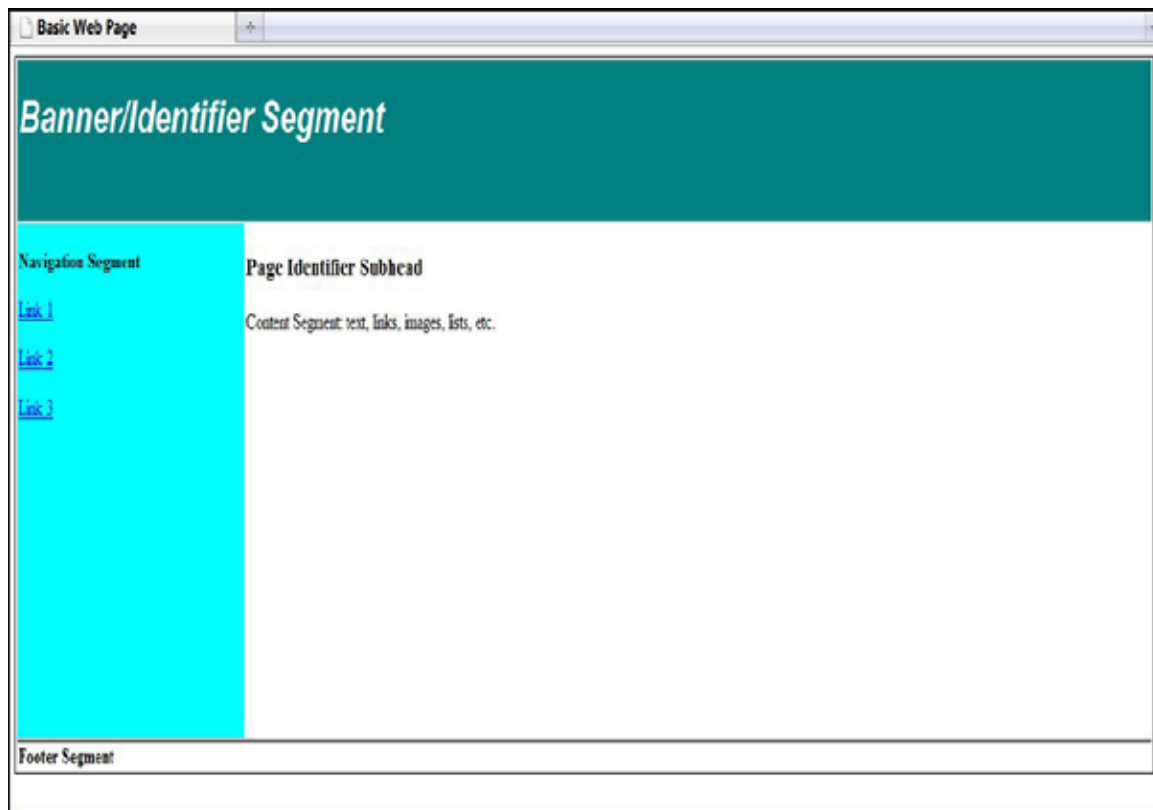 Basic Web Page
Banner/Identifier Segment
Navigation Segment
Link 1
Link 2
Link 3
Page Identifier Subhead
Content Segment: text, links, images, lists, etc.
Footer Segment